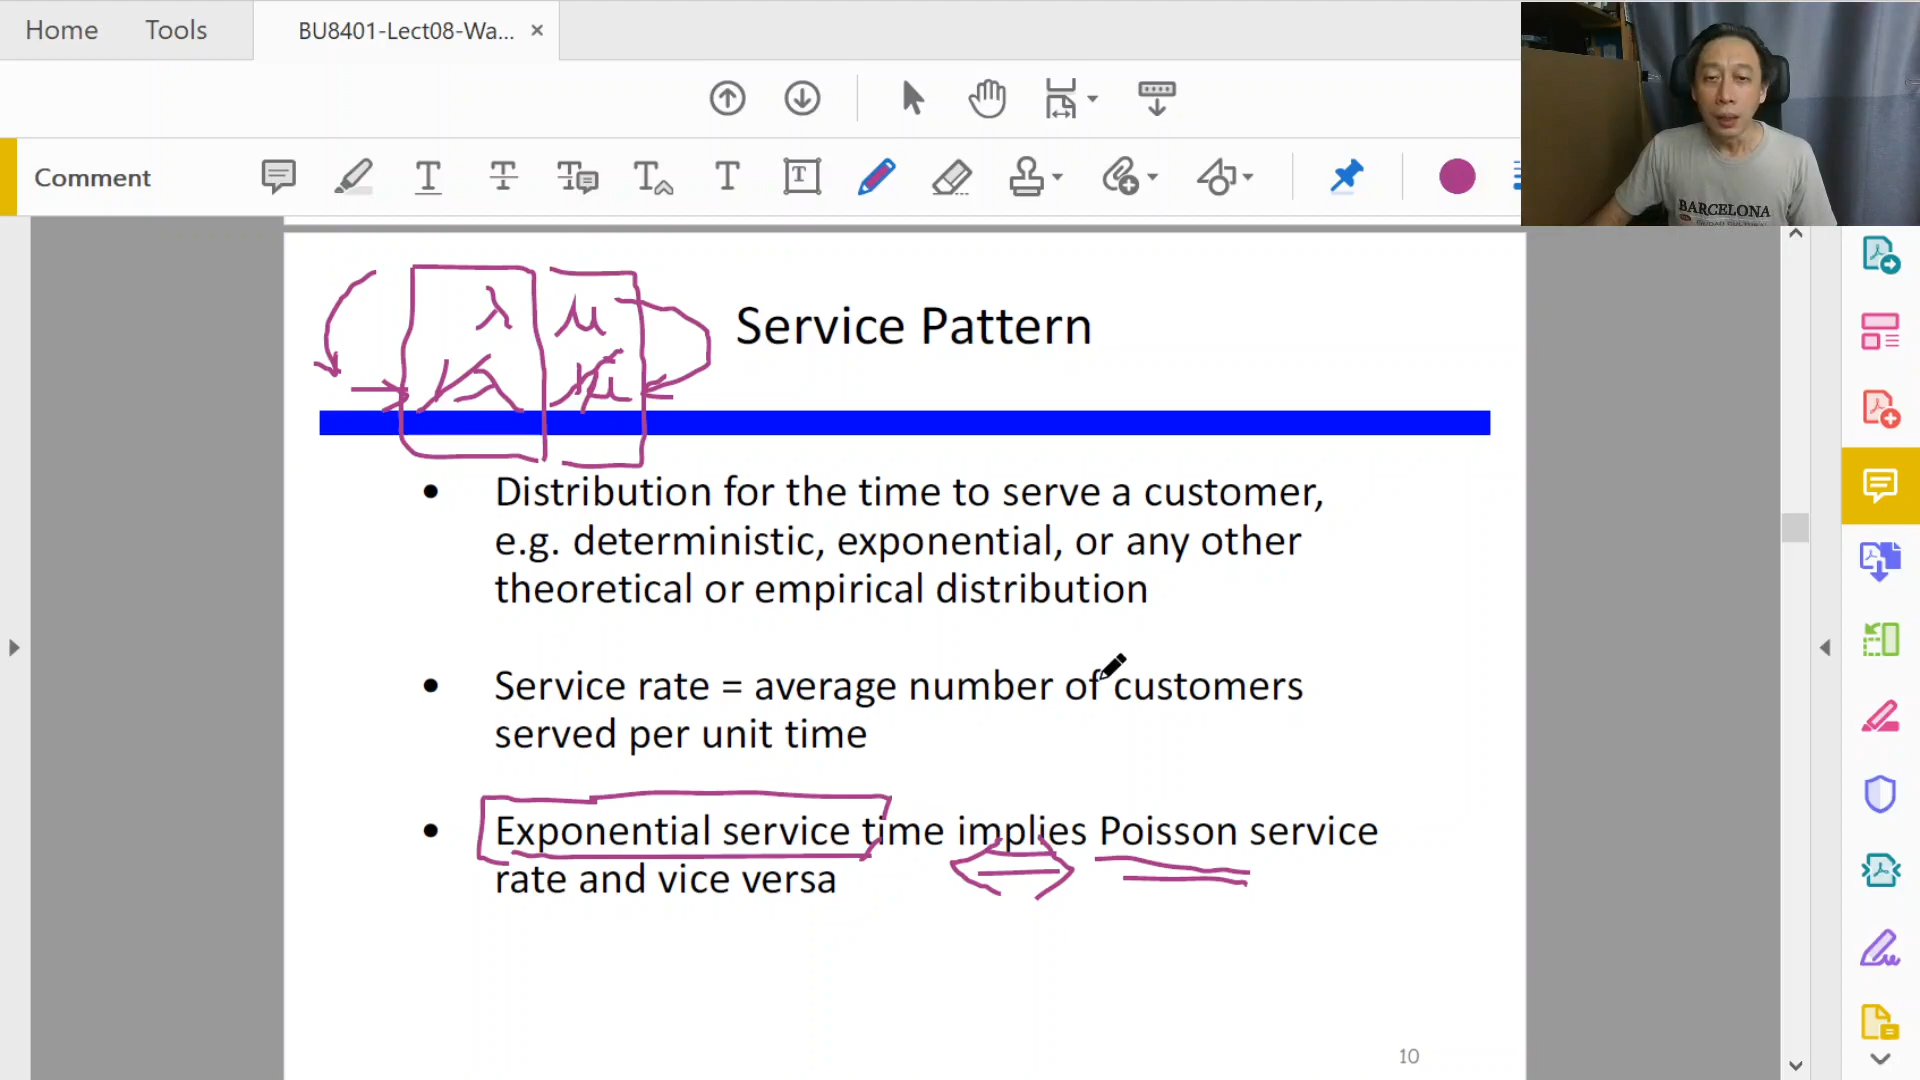 Home Tools BU8401-Lect08-Wa...
Comment
BARCELONA
λ μ
1/λ 1/μ
Service Pattern
• Distribution for the time to serve a customer,
e.g. deterministic, exponential, or any other
theoretical or empirical distribution
• Service rate = average number of customers
served per unit time
• Exponential service time implies Poisson service
rate and vice versa
10